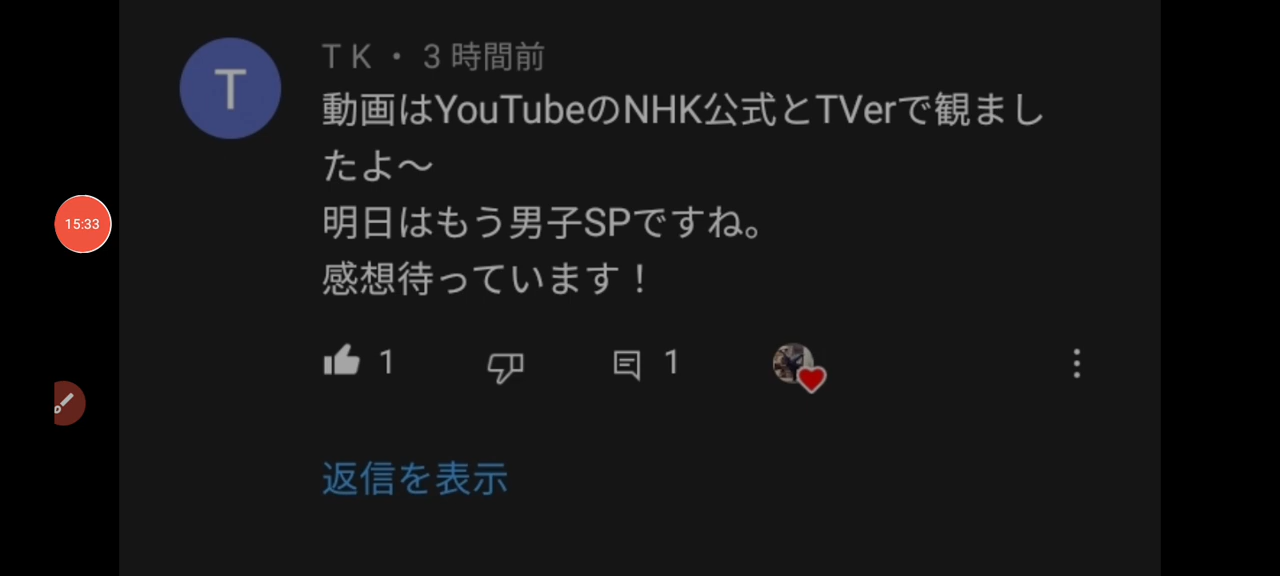 T K ・ 3 時間前
T
動画はYouTubeのNHK公式とTVerで観まし
たよ〜
15:33
明日はもう男子SPですね。
感想待っています！
1
1
返信を表示